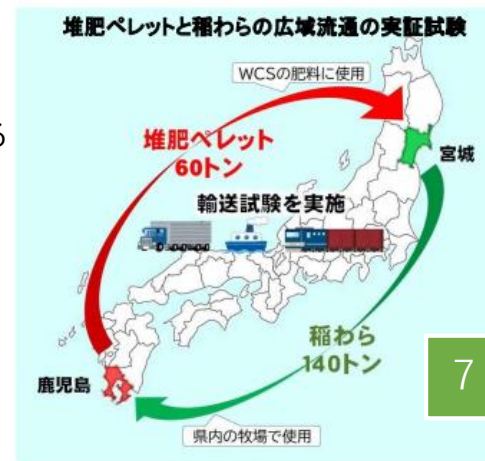 堆肥ペレットと稲わらの広域流通の実証試験
WCSの肥料に使用
る
堆肥ペレット
60トン
宮城
輸送試験を実施
稲わら
140トン
7
鹿児島
県内の牧場で使用